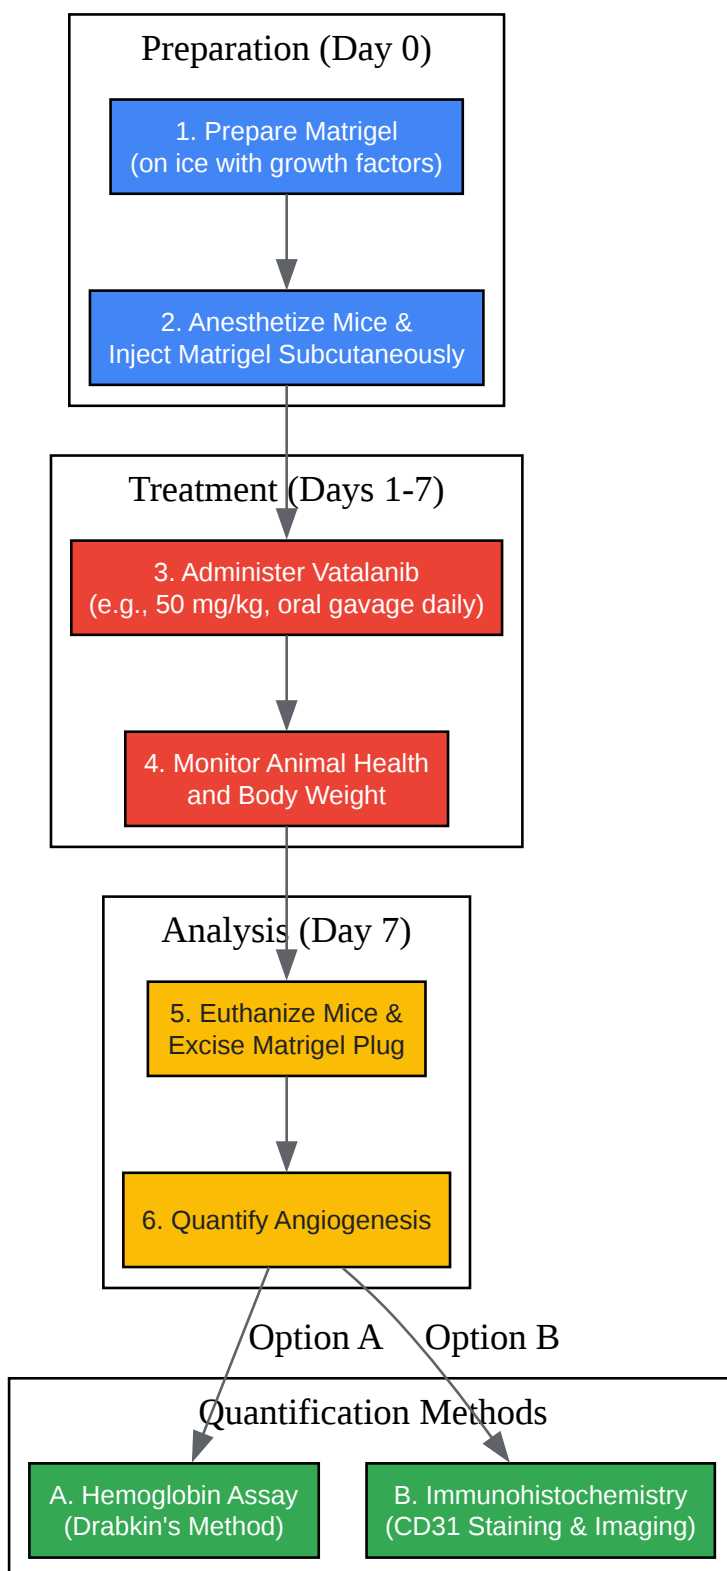 Preparation (Day 0)
1. Prepare Matrigel
(on ice with growth factors)
2. Anesthetize Mice &
Inject Matrigel Subcutaneously
Treatment (Days 1-7)
3. Administer Vatalanib
(e.g., 50 mg/kg, oral gavage daily)
4. Monitor Animal Health
and Body Weight
Analysis (Day 7)
5. Euthanize Mice &
Excise Matrigel Plug
6. Quantify Angiogenesis
Option A
Option B
Quantification Methods
A. Hemoglobin Assay
(Drabkin's Method)
B. Immunohistochemistry
(CD31 Staining & Imaging)